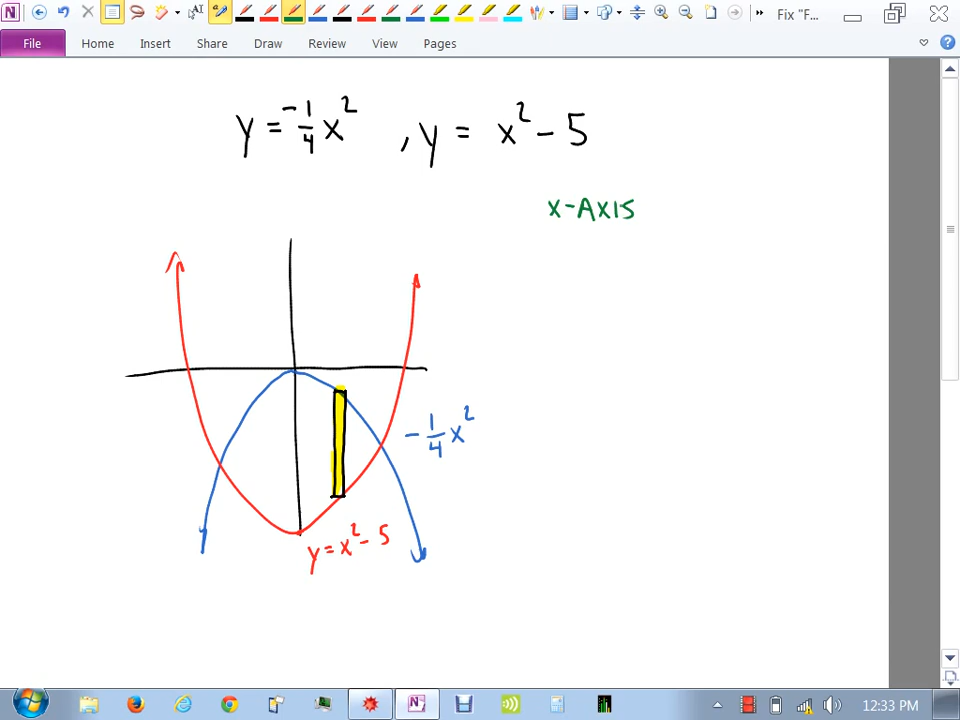 Fix "F...
File Home Insert Share Draw Review View Pages
y = -1/4 x² , y = x² - 5
x-AXIS
-1/4 x²
y = x² - 5
12:33 PM